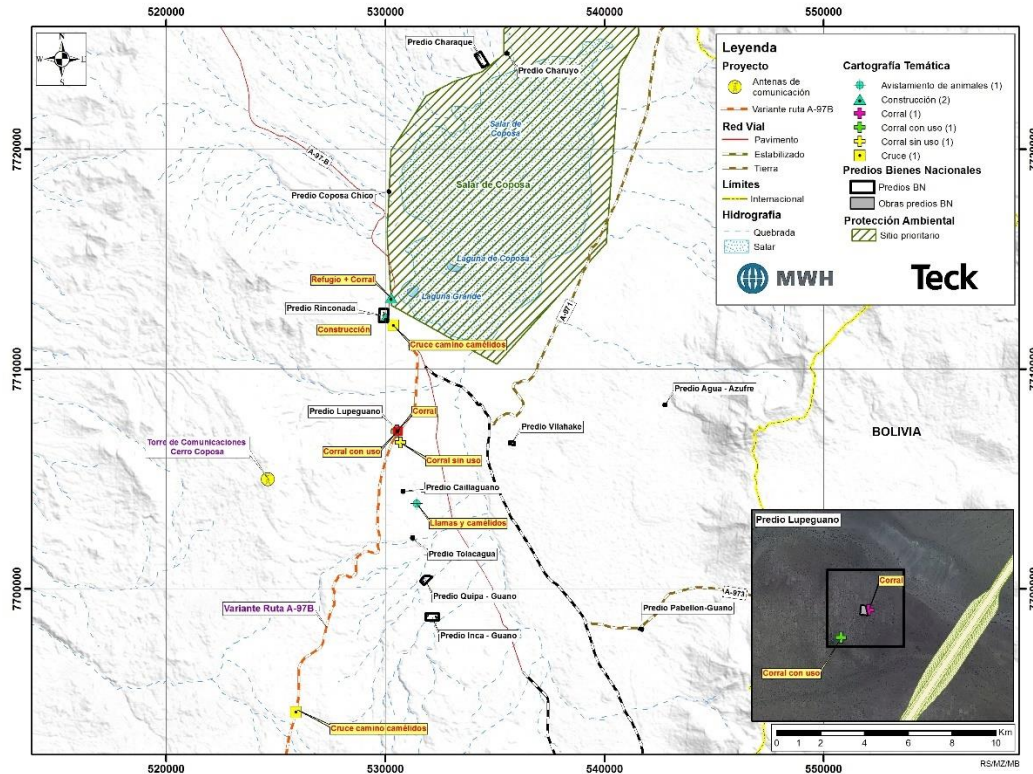 520000
530000
540000
550000
N
W
E
S
Predio Charaque
Predio Charuyo
Leyenda
Proyecto
Antenas de
comunicación
Variante ruta A-97B
Red Vial
Pavimento
Estabilizado
Tierra
Límites
Internacional
Hidrografía
Quebrada
Salar
Cartografía Temática
Avistamiento de animales (1)
Construcción (2)
Corral (1)
Corral con uso (1)
Corral sin uso (1)
Cruce (1)
Predios Bienes Nacionales
Predios BN
Obras predios BN
Protección Ambiental
Sitio prioritario
MWH
Teck
7720000
7720000
A-97-B
Salar de
Coposa
Salar de Coposa
Predio Coposa Chico
Laguna de Coposa
Refugio + Corral
Laguna Grande
Predio Rinconada
Construcción
A-971
Cruce camino camélidos
7710000
7710000
Predio Agua - Azufre
Predio Lupeguano
Corral
BOLIVIA
Predio Vilahake
Torre de Comunicaciones
Cerro Coposa
Corral con uso
Corral sin uso
Predio Caillaguano
Llamas y camélidos
Predio Lupeguano
Predio Tolacagua
Corral
7700000
7700000
Predio Quipa - Guano
A-973
Variante Ruta A-97B
Predio Pabellon-Guano
Predio Inca - Guano
Corral con uso
Cruce camino camélidos
Km
0 1 2 4 6 8 10
520000
530000
540000
550000
RS/MZ/MB